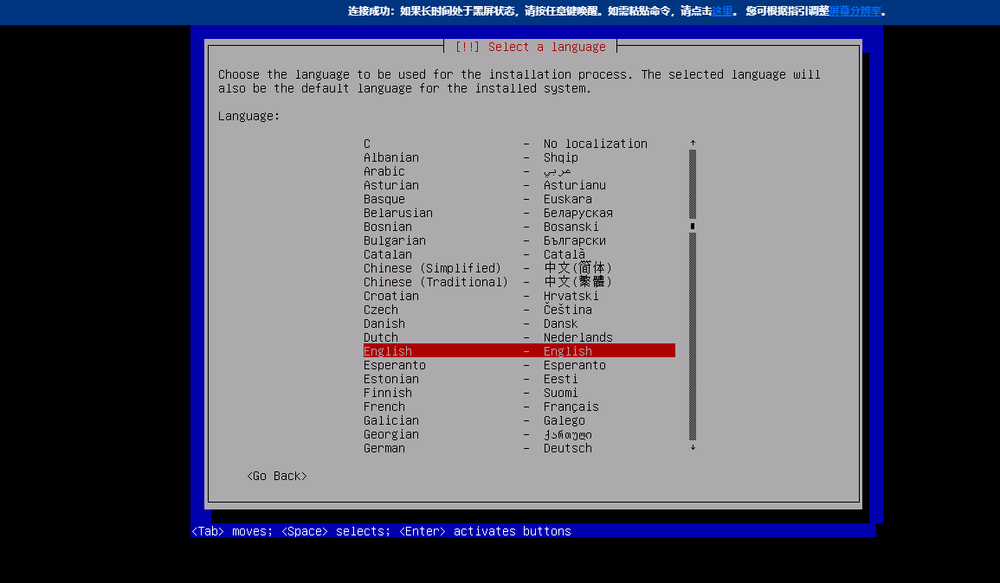 连接成功：如果长时间处于黑屏状态，请按任意键唤醒。如需粘贴命令，请点击这里。 您可根据指引调整屏幕分辨率。
[!!] Select a language
Choose the language to be used for the installation process. The selected language will
also be the default language for the installed system.
Language:
C - No localization
Albanian - Shqip
Arabic - عربي
Asturian - Asturianu
Basque - Euskara
Belarusian - Беларуская
Bosnian - Bosanski
Bulgarian - Български
Catalan - Català
Chinese (Simplified) - 中文(简体)
Chinese (Traditional) - 中文(繁體)
Croatian - Hrvatski
Czech - Čeština
Danish - Dansk
Dutch - Nederlands
English - English
Esperanto - Esperanto
Estonian - Eesti
Finnish - Suomi
French - Français
Galician - Galego
Georgian - ქართული
German - Deutsch
<Go Back>
<Tab> moves; <Space> selects; <Enter> activates buttons